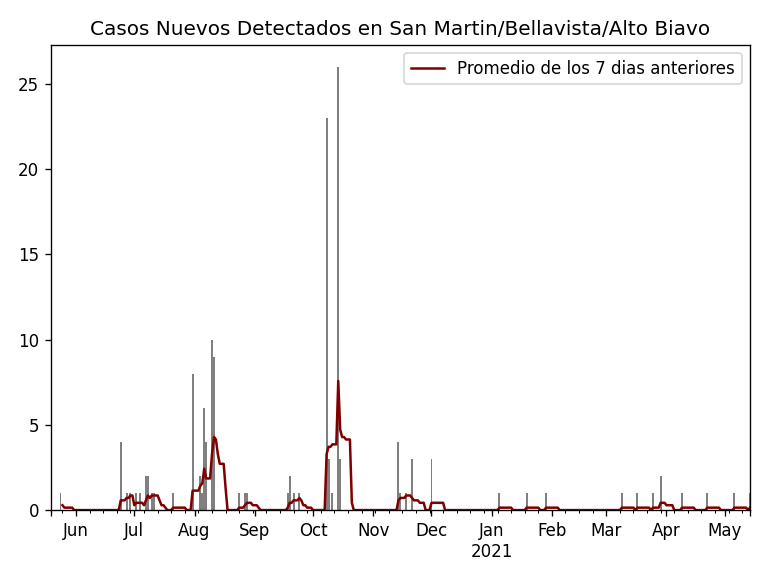 Casos Nuevos Detectados en San Martin/Bellavista/Alto Biavo
Promedio de los 7 dias anteriores
25
20
15
10
5
0
Jun Jul Aug Sep Oct Nov Dec Jan Feb Mar Apr May
2021